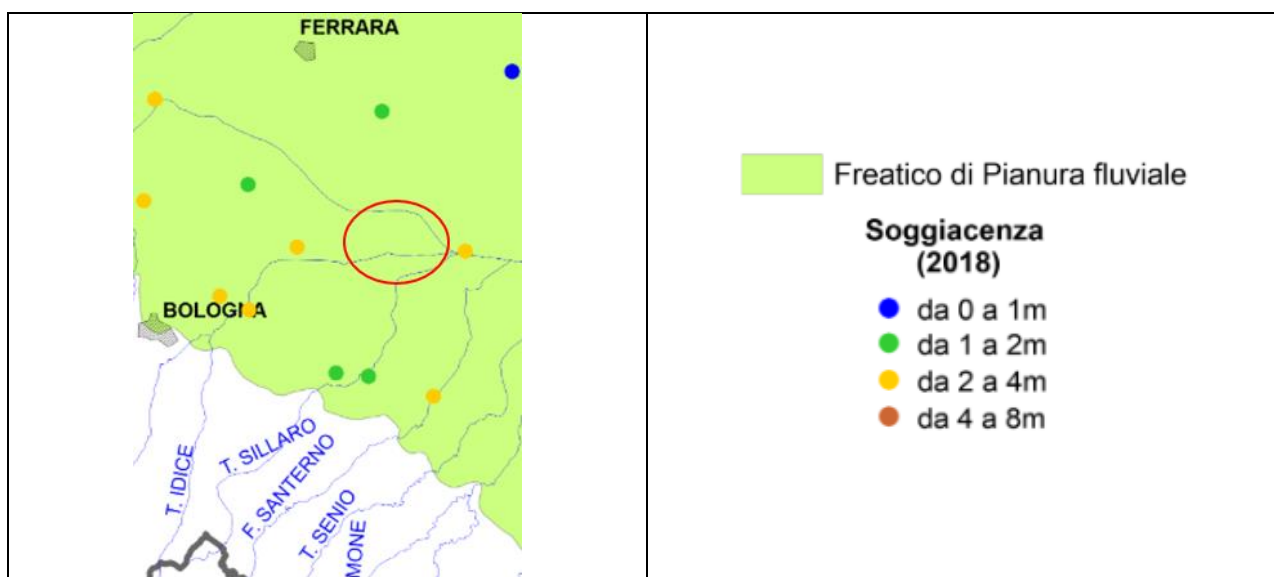 FERRARA
BOLOGNA
T. IDICE
T. SILLARO
F. SANTERNO
T. SENIO
MONE
Freatico di Pianura fluviale
Soggiacenza
(2018)
da 0 a 1m
da 1 a 2m
da 2 a 4m
da 4 a 8m